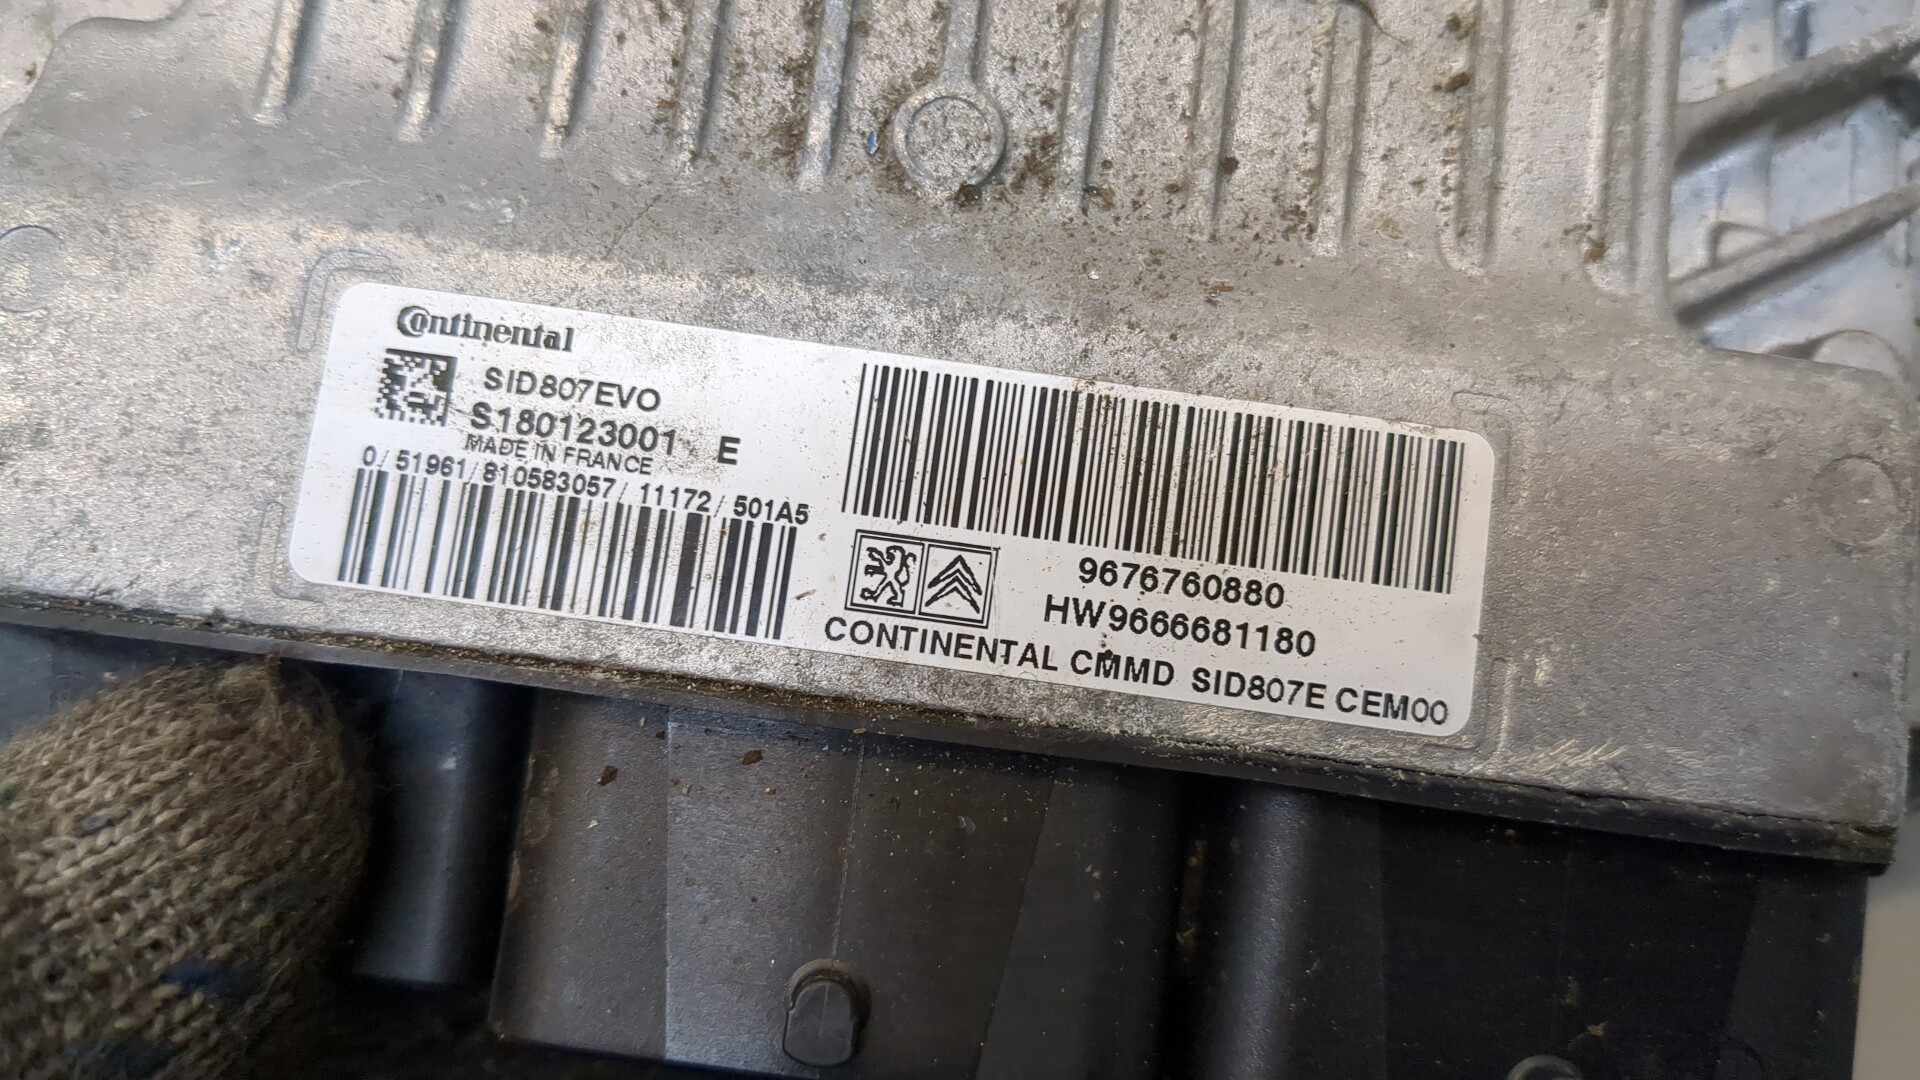 Continental
SID807EVO
S180123001 E
MADE IN FRANCE
0/51961/810583057/11172/501A5
9676760880
HW9666681180
CONTINENTAL CMMD SID807E CEM00